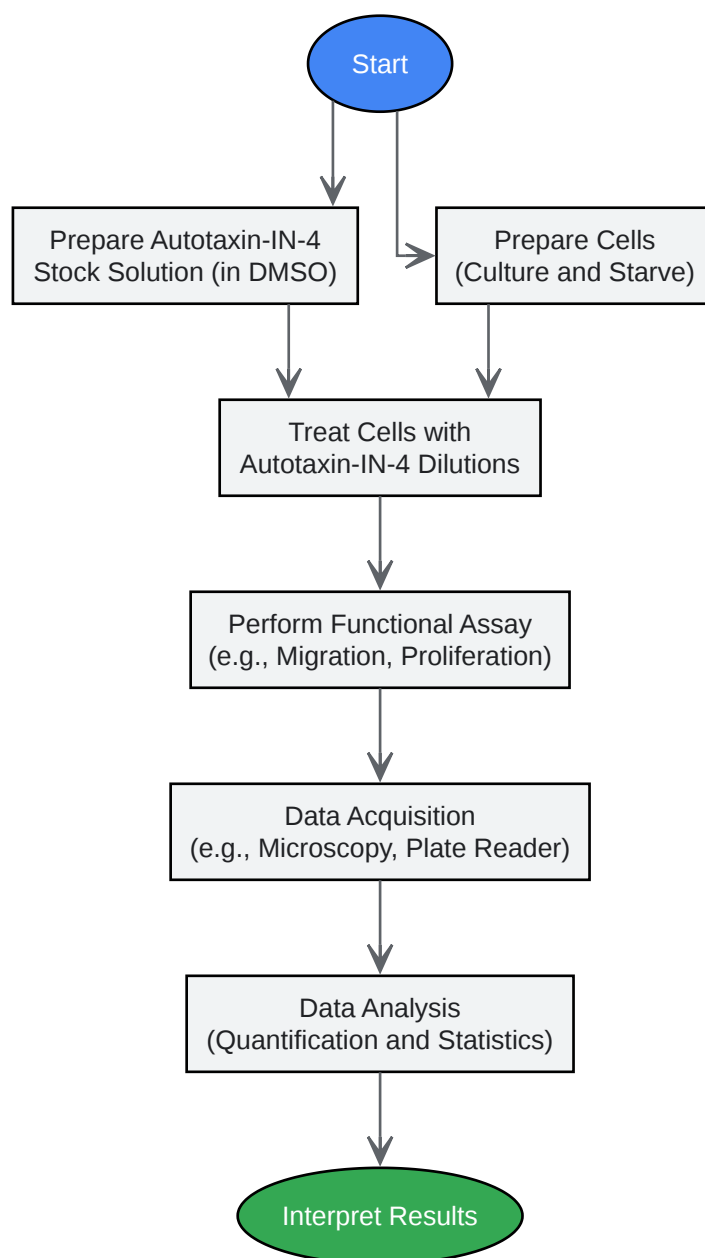 Start
Prepare Autotaxin-IN-4
Stock Solution (in DMSO)
Prepare Cells
(Culture and Starve)
Treat Cells with
Autotaxin-IN-4 Dilutions
Perform Functional Assay
(e.g., Migration, Proliferation)
Data Acquisition
(e.g., Microscopy, Plate Reader)
Data Analysis
(Quantification and Statistics)
Interpret Results